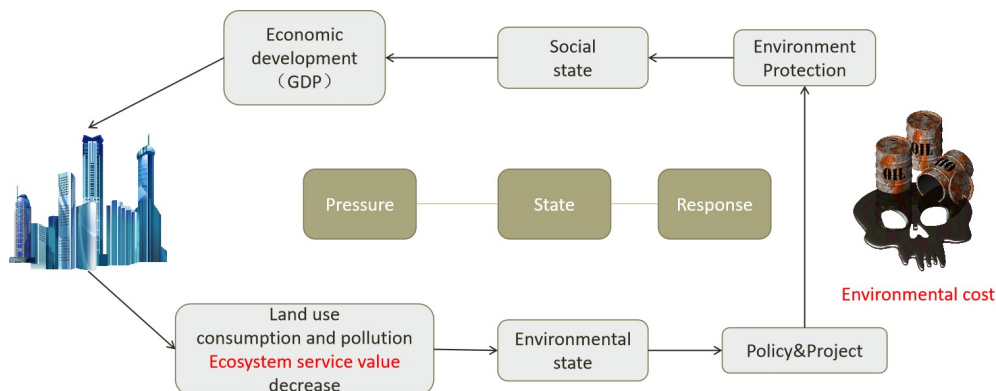 Economic
development
（GDP）
Social
state
Environment
Protection
Pressure
State
Response
OIL
OIL
Environmental cost
Land use
consumption and pollution
Ecosystem service value
decrease
Environmental
state
Policy&Project